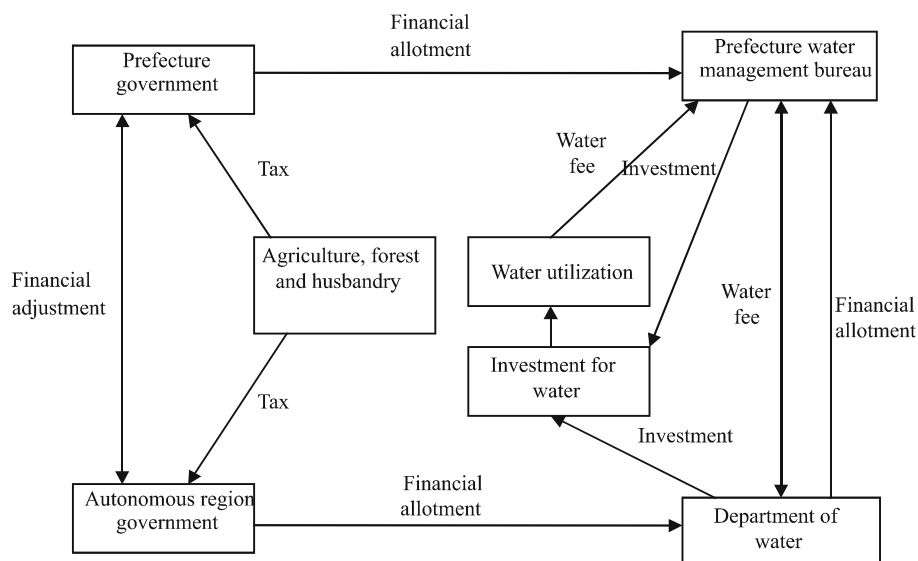 Financial
allotment
Prefecture
government
Prefecture water
management bureau
Tax
Water
fee
Investment
Agriculture, forest
and husbandry
Water utilization
Financial
adjustment
Water
fee
Financial
allotment
Investment for
water
Tax
Investment
Autonomous region
government
Financial
allotment
Department of
water